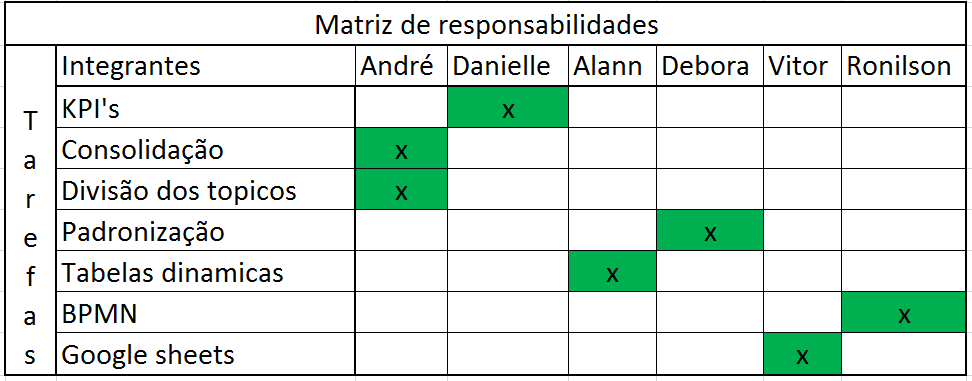 Matriz de responsabilidades
Integrantes André Danielle Alann Debora Vitor Ronilson
Tarefas
KPI's x
Consolidação x
Divisão dos topicos x
Padronização x
Tabelas dinamicas x
BPMN x
Google sheets x